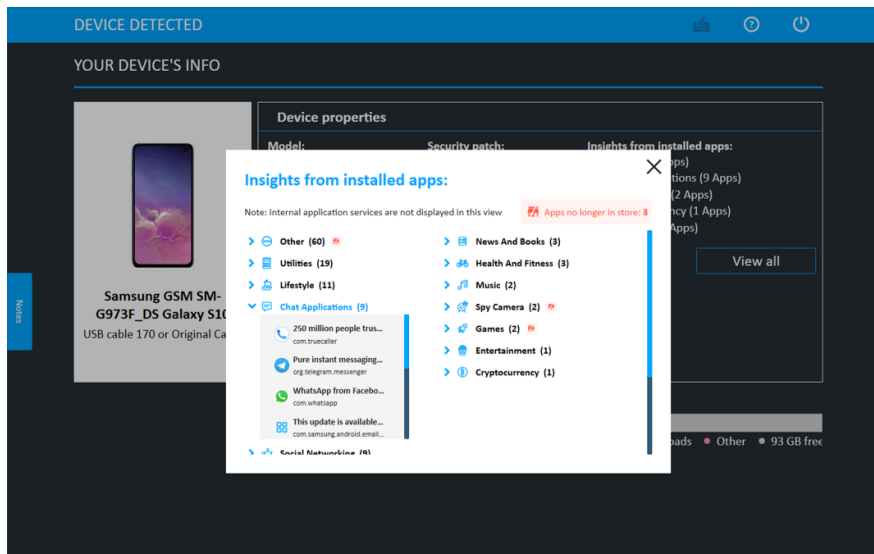 DEVICE DETECTED
YOUR DEVICE'S INFO
Device properties
Model:
Security patch:
Insights from installed apps:
tions (9 Apps)
(2 Apps)
ncy (1 Apps)
Apps)
View all
Samsung GSM SM-
G973F_DS Galaxy S10
USB cable 170 or Original Ca
Notes
Insights from installed apps:
Note: Internal application services are not displayed in this view
Apps no longer in store: 3
Other (60)
Utilities (19)
Lifestyle (11)
Chat Applications (9)
250 million people trus...
com.truecaller
Pure instant messaging...
org.telegram.messenger
WhatsApp from Facebo...
com.whatsapp
This update is available...
com.samsung.android.email...
Social Networking (9)
News And Books (3)
Health And Fitness (3)
Music (2)
Spy Camera (2)
Games (2)
Entertainment (1)
Cryptocurrency (1)
oads
Other
93 GB free